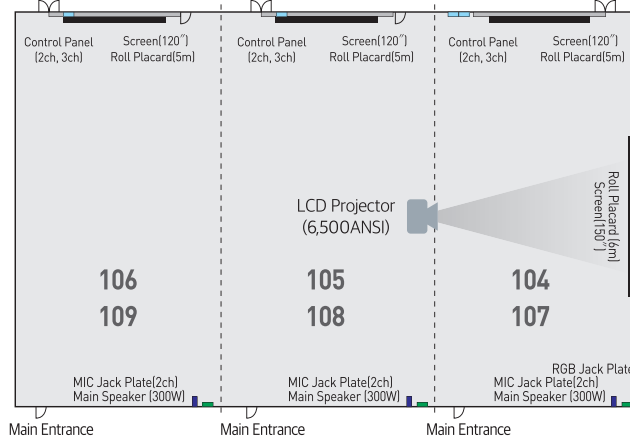 Control Panel
(2ch, 3ch)
Screen(120″)
Roll Placard(5m)
Control Panel
(2ch, 3ch)
Screen(120″)
Roll Placard(5m)
Control Panel
(2ch, 3ch)
Screen(120″)
Roll Placard(5m)
LCD Projector
(6,500ANSI)
Roll Placard (6m)
Screen(150″)
106
109
105
108
104
107
RGB Jack Plate
MIC Jack Plate(2ch)
Main Speaker (300W)
MIC Jack Plate(2ch)
Main Speaker (300W)
MIC Jack Plate(2ch)
Main Speaker (300W)
Main Entrance
Main Entrance
Main Entrance